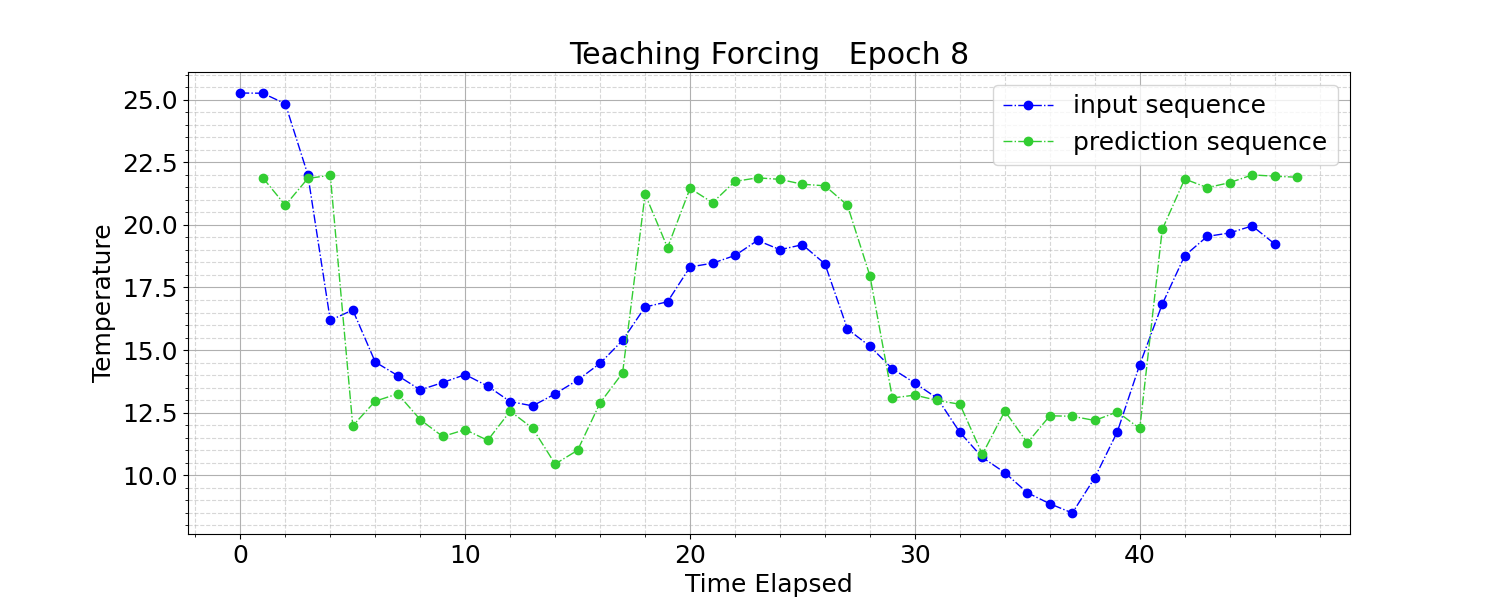 Teaching Forcing   Epoch 8
input sequence
prediction sequence
Temperature
25.0
22.5
20.0
17.5
15.0
12.5
10.0
0 10 20 30 40
Time Elapsed